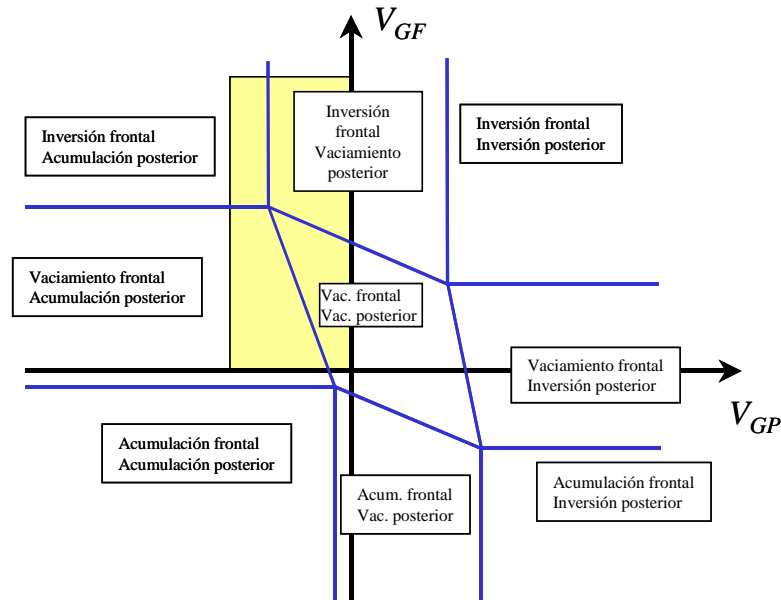 V_GF
Inversión
frontal
Vaciamiento
posterior
Inversión frontal
Acumulación posterior
Inversión frontal
Inversión posterior
Vaciamiento frontal
Acumulación posterior
Vac. frontal
Vac. posterior
Vaciamiento frontal
Inversión posterior
V_GP
Acumulación frontal
Acumulación posterior
Acum. frontal
Vac. posterior
Acumulación frontal
Inversión posterior